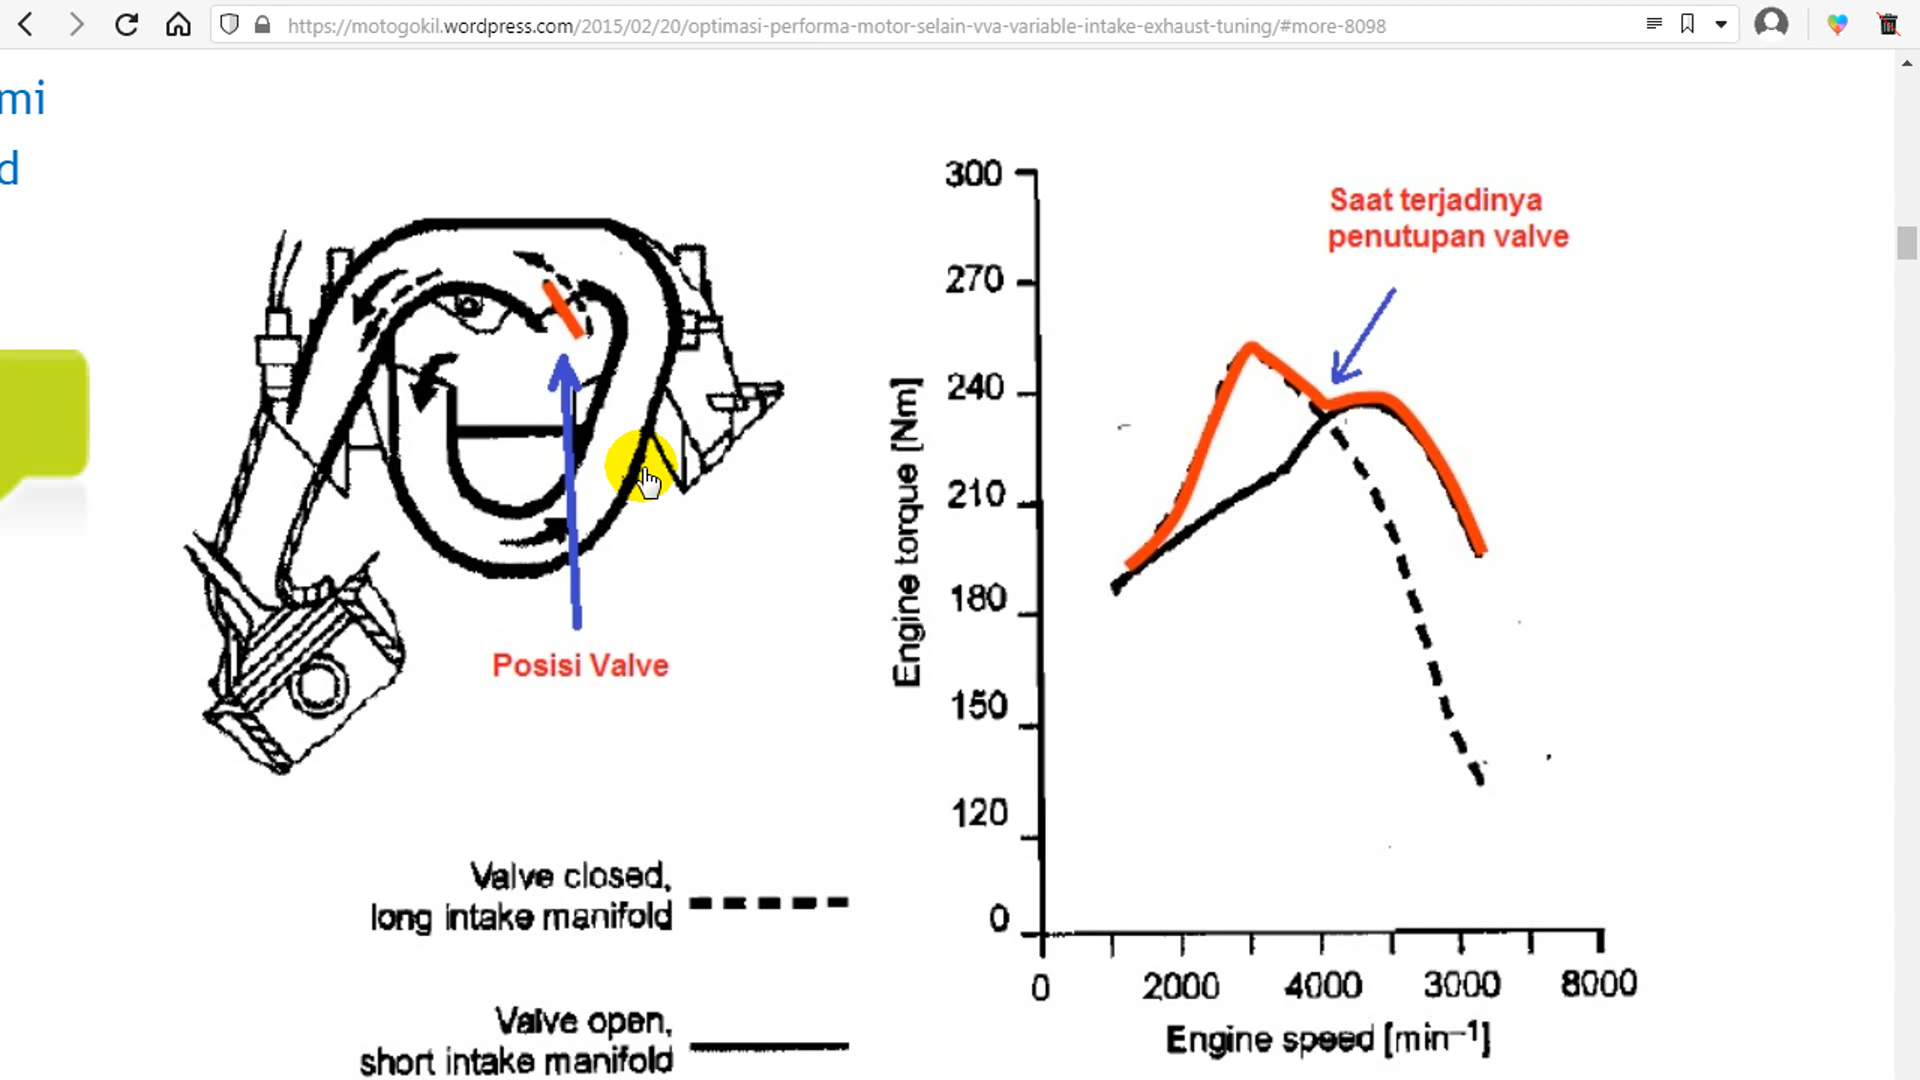 https://motogokil.wordpress.com/2015/02/20/optimasi-performa-motor-selain-vva-variable-intake-exhaust-tuning/#more-8098
mi
d
Posisi Valve
Valve closed,
long intake manifold
Valve open,
short intake manifold
Saat terjadinya
penutupan valve
Engine torque [Nm]
300
270
240
210
180
150
120
0
0 2000 4000 3000 8000
Engine speed [min⁻¹]